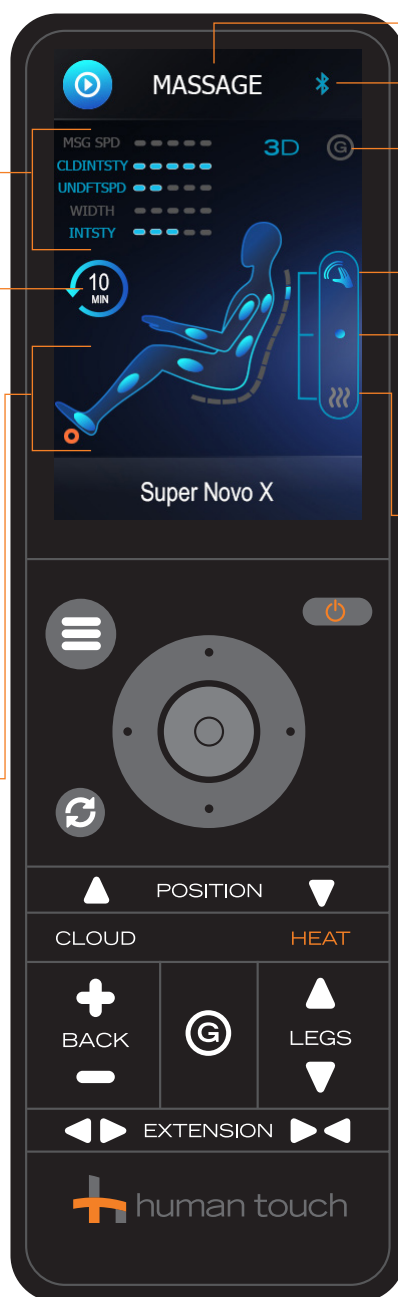 MASSAGE
MSG SPD
3D G
CLDINTSTY
UNDFTSPD
WIDTH
INTSTY
10
MIN
Super Novo X
POSITION
CLOUD HEAT
BACK G LEGS
EXTENSION
human touch